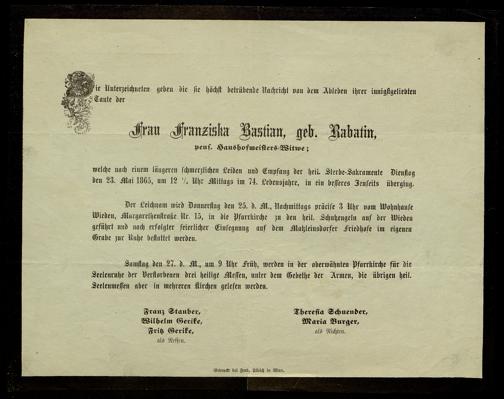 Die Unterzeichneten geben die sie höchst betrübende Nachricht von dem Ableben ihrer innigstgeliebten
Tante der
Frau Franziska Bastian, geb. Rabatin,
pens. Haushofmeisters-Witwe;
welche nach einem längeren schmerzlichen Leiden und Empfang der heil. Sterbe-Sakramente Dienstag
den 23. Mai 1865, um 12 Uhr Mittags im 74. Lebensjahre, in ein besseres Jenseits überging.
Der Leichnam wird Donnerstag den 25. d. M., Nachmittags präcise 3 Uhr vom Wohnhause
Wieden, Margarethenstraße Nr. 15, in die Pfarrkirche zu den heil. Schutzengeln auf der Wieden
geführt und nach erfolgter feierlicher Einsegnung auf dem Matzleinsdorfer Friedhofe im eigenen
Grabe zur Ruhe bestattet werden.
Samstag den 27. d. M., um 9 Uhr Früh, werden in der oberwähnten Pfarrkirche für die
Seelenruhe der Verstorbenen drei heilige Messen, unter dem Gebethe der Armen, die übrigen heil.
Seelenmessen aber in mehreren Kirchen gelesen werden.
Franz Stauber,
Wilhelm Gerike,
Fritz Gerike,
als Neffen.
Theresia Schuender,
Maria Burger,
als Nichten.
Gedruckt bei Ferd. Ullrich in Wien.